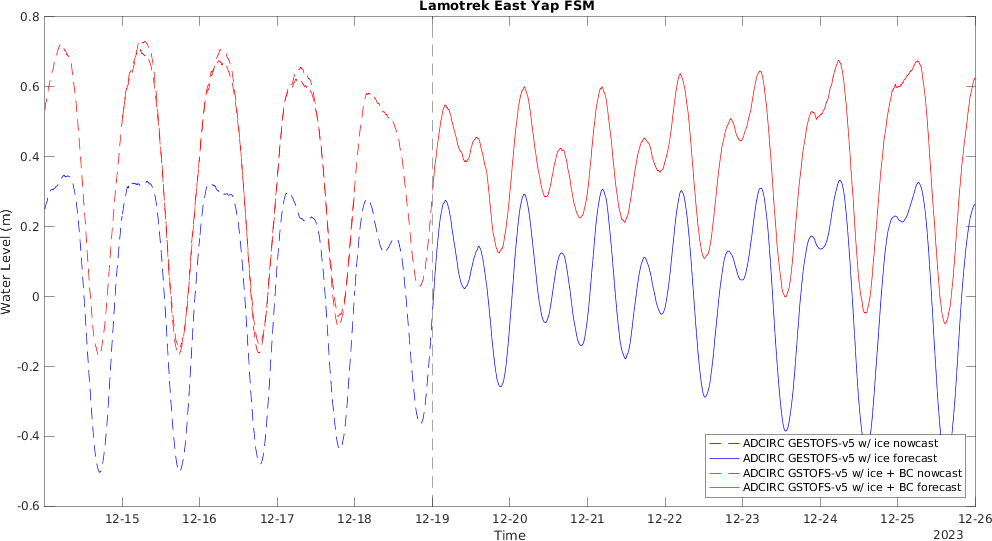 Lamotrek East Yap FSM
0.8
0.6
0.4
0.2
0
-0.2
-0.4
-0.6
Water Level (m)
ADCIRC GESTOFS-v5 w/ ice nowcast
ADCIRC GESTOFS-v5 w/ ice forecast
ADCIRC GSTOFS-v5 w/ ice + BC nowcast
ADCIRC GSTOFS-v5 w/ ice + BC forecast
12-15 12-16 12-17 12-18 12-19 12-20 12-21 12-22 12-23 12-24 12-25 12-26
Time
2023